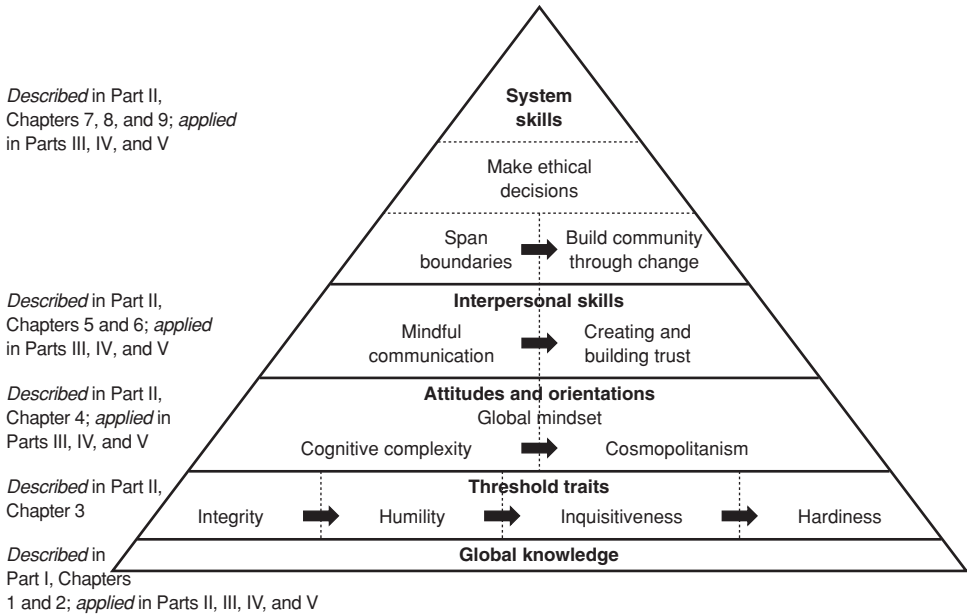 Described in Part II,
Chapters 7, 8, and 9; applied
in Parts III, IV, and V
System
skills
Make ethical
decisions
Span
boundaries
Build community
through change
Described in Part II,
Chapters 5 and 6; applied
in Parts III, IV, and V
Interpersonal skills
Mindful
communication
Creating and
building trust
Described in Part II,
Chapter 4; applied in
Parts III, IV, and V
Attitudes and orientations
Global mindset
Cognitive complexity
Cosmopolitanism
Described in Part II,
Chapter 3
Threshold traits
Integrity
Humility
Inquisitiveness
Hardiness
Described in
Part I, Chapters
1 and 2; applied in Parts II, III, IV, and V
Global knowledge